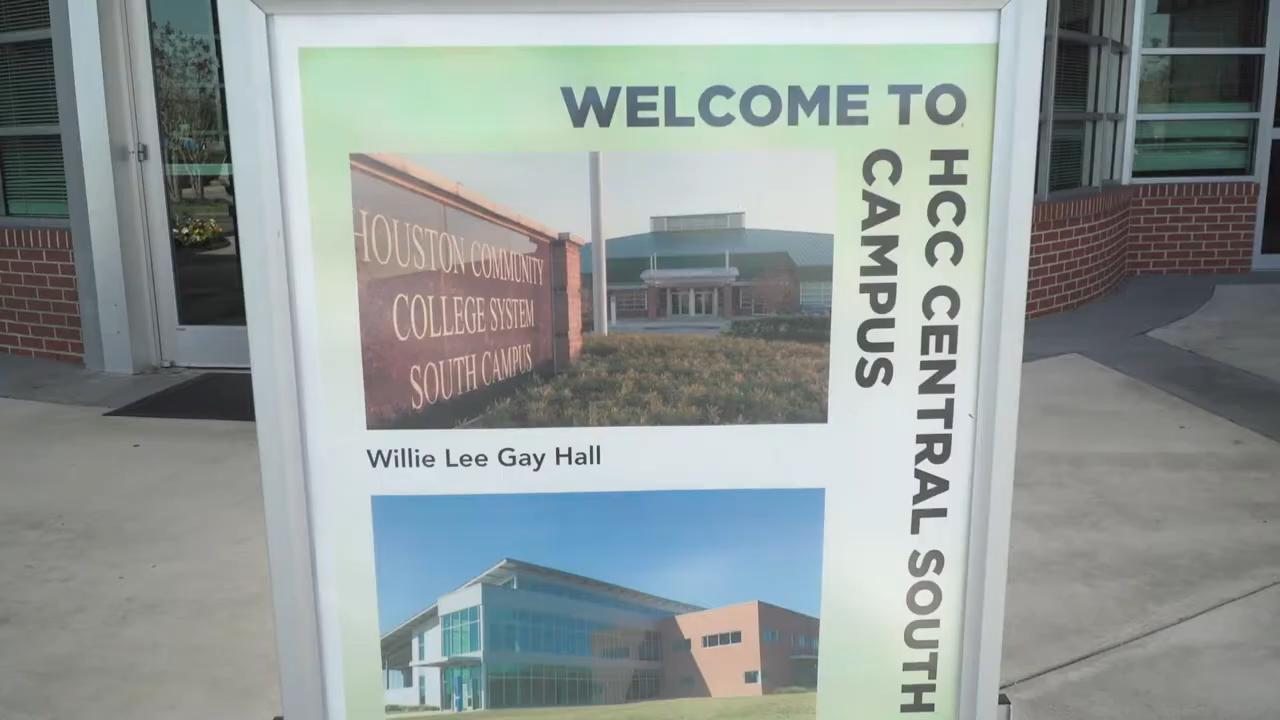 WELCOME TO
HCC CENTRAL SOUTH
CAMPUS
HOUSTON COMMUNITY
COLLEGE SYSTEM
SOUTH CAMPUS
Willie Lee Gay Hall